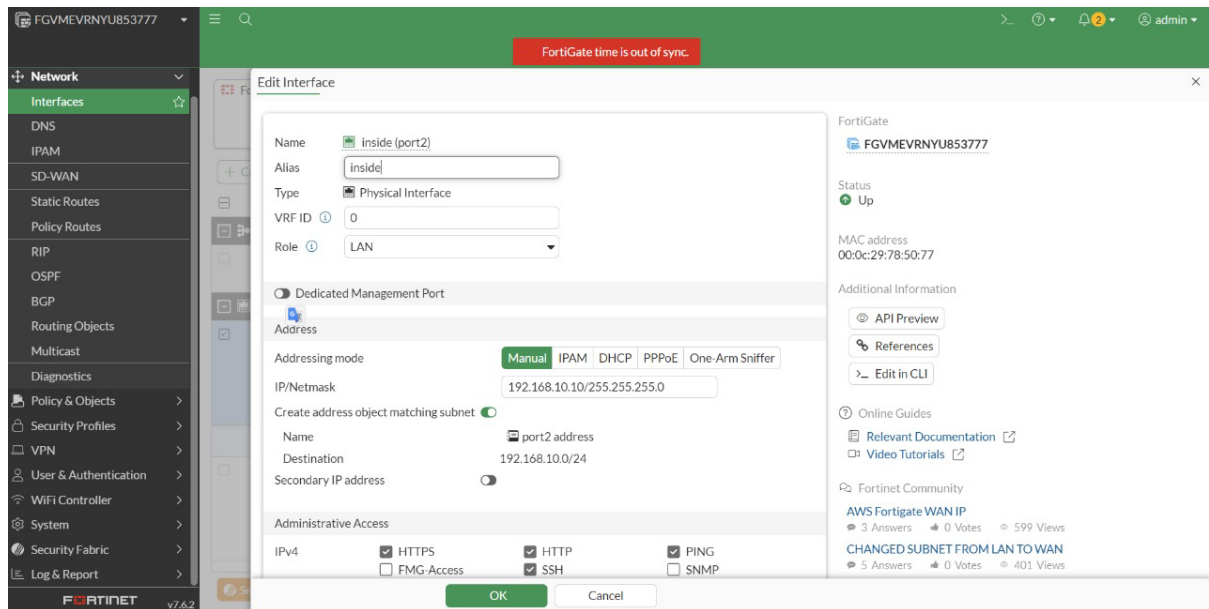 FGVMEVRNYU853777
2
admin
FortiGate time is out of sync.
Network
Interfaces
DNS
IPAM
SD-WAN
Static Routes
Policy Routes
RIP
OSPF
BGP
Routing Objects
Multicast
Diagnostics
Policy & Objects
Security Profiles
VPN
User & Authentication
WiFi Controller
System
Security Fabric
Log & Report
FORTINET
v7.6.2
Edit Interface
Name inside (port2)
Alias inside
Type Physical Interface
VRF ID 0
Role LAN
Dedicated Management Port
Address
Addressing mode Manual IPAM DHCP PPPoE One-Arm Sniffer
IP/Netmask 192.168.10.10/255.255.255.0
Create address object matching subnet
Name port2 address
Destination 192.168.10.0/24
Secondary IP address
Administrative Access
IPv4 HTTPS HTTP PING
FMG-Access SSH SNMP
OK Cancel
FortiGate
FGVMEVRNYU853777
Status
Up
MAC address
00:0c:29:78:50:77
Additional Information
API Preview
References
>_ Edit in CLI
Online Guides
Relevant Documentation
Video Tutorials
Fortinet Community
AWS Fortigate WAN IP
3 Answers 0 Votes 599 Views
CHANGED SUBNET FROM LAN TO WAN
5 Answers 0 Votes 401 Views